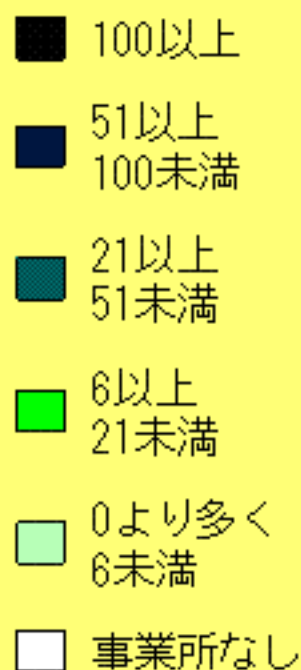 100以上
51以上
100未満
21以上
51未満
6以上
21未満
0より多く
6未満
事業所なし